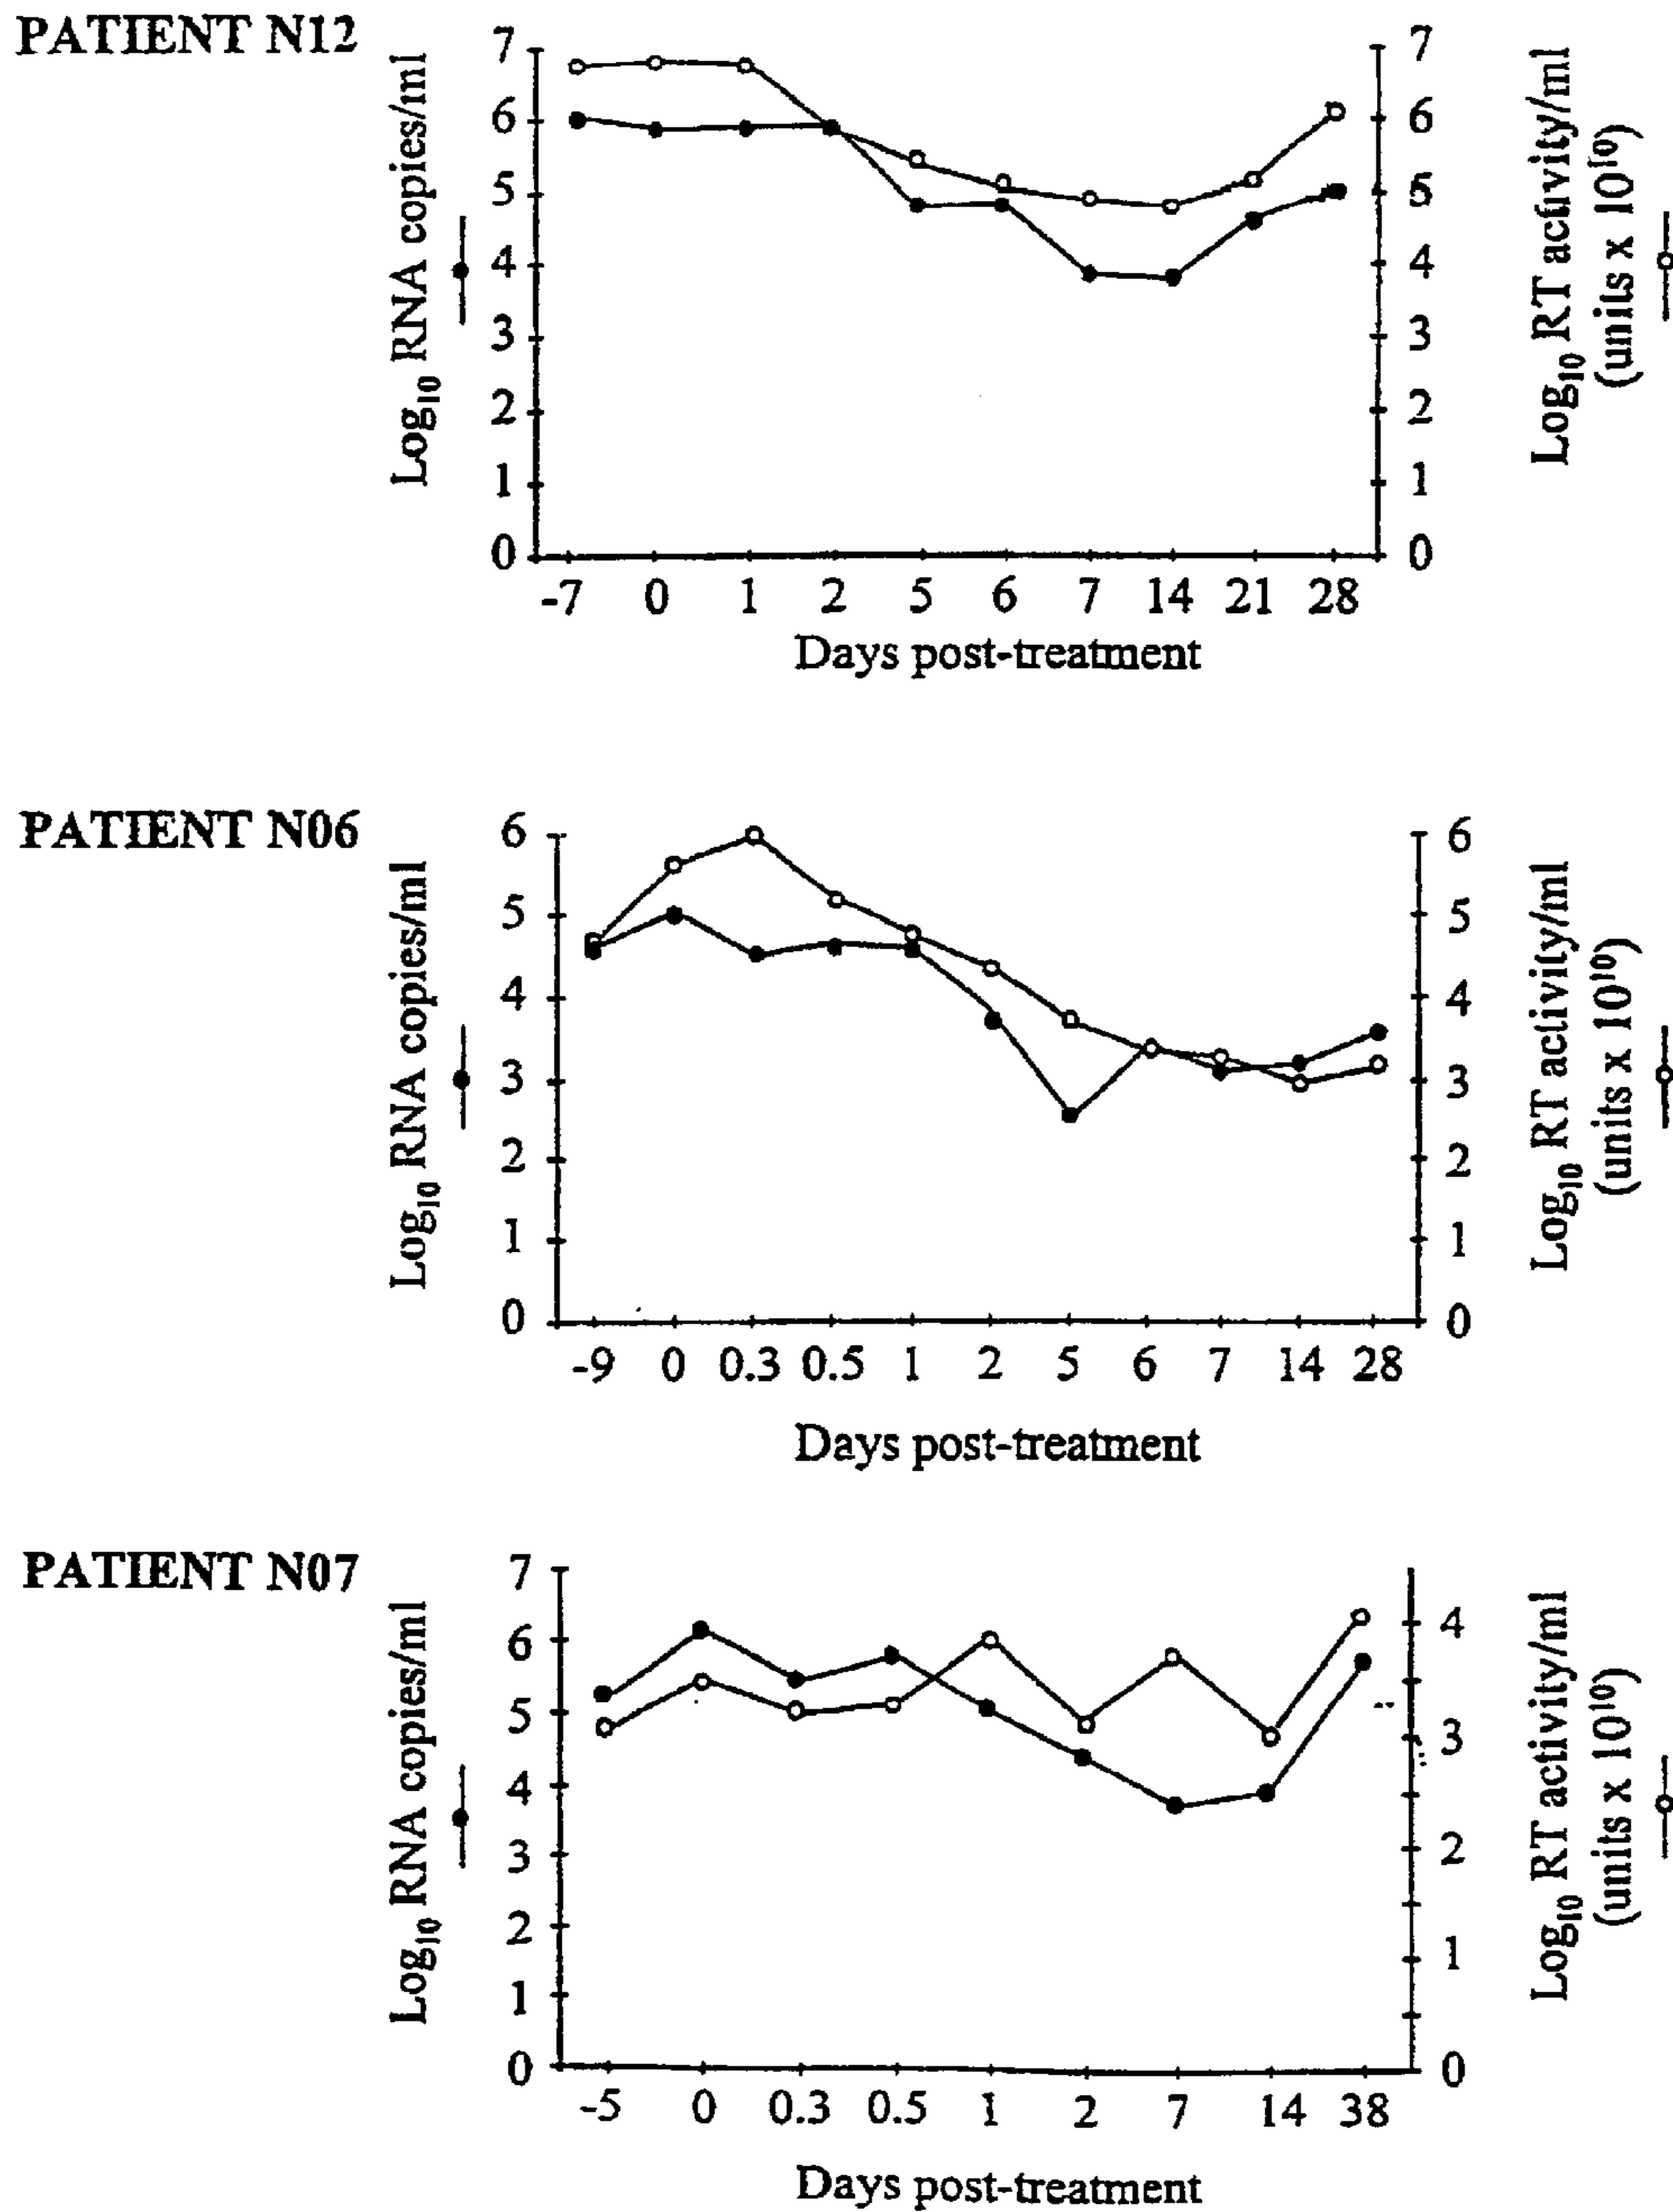 PATIENT N12
Log10 RNA copies/ml
7
6
5
4
3
2
1
0
7
6
5
4
3
2
1
0
Log10 RT activity/ml
(units x 10^10)
-7 0 1 2 5 6 7 14 21 28
Days post-treatment
PATIENT N06
Log10 RNA copies/ml
6
5
4
3
2
1
0
6
5
4
3
2
1
0
Log10 RT activity/ml
(units x 10^10)
-9 0 0.3 0.5 1 2 5 6 7 14 28
Days post-treatment
PATIENT N07
Log10 RNA copies/ml
7
6
5
4
3
2
1
0
4
3
2
1
0
Log10 RT activity/ml
(units x 10^10)
-5 0 0.3 0.5 1 2 7 14 38
Days post-treatment